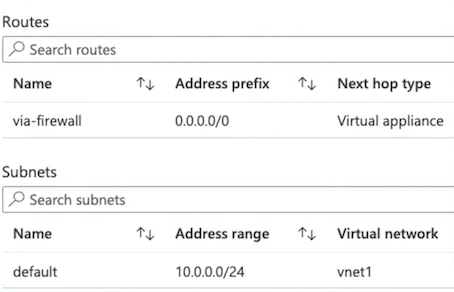 Routes
Search routes
Name ↑↓ Address prefix ↑↓ Next hop type
via-firewall 0.0.0.0/0 Virtual appliance
Subnets
Search subnets
Name ↑↓ Address range ↑↓ Virtual network
default 10.0.0.0/24 vnet1